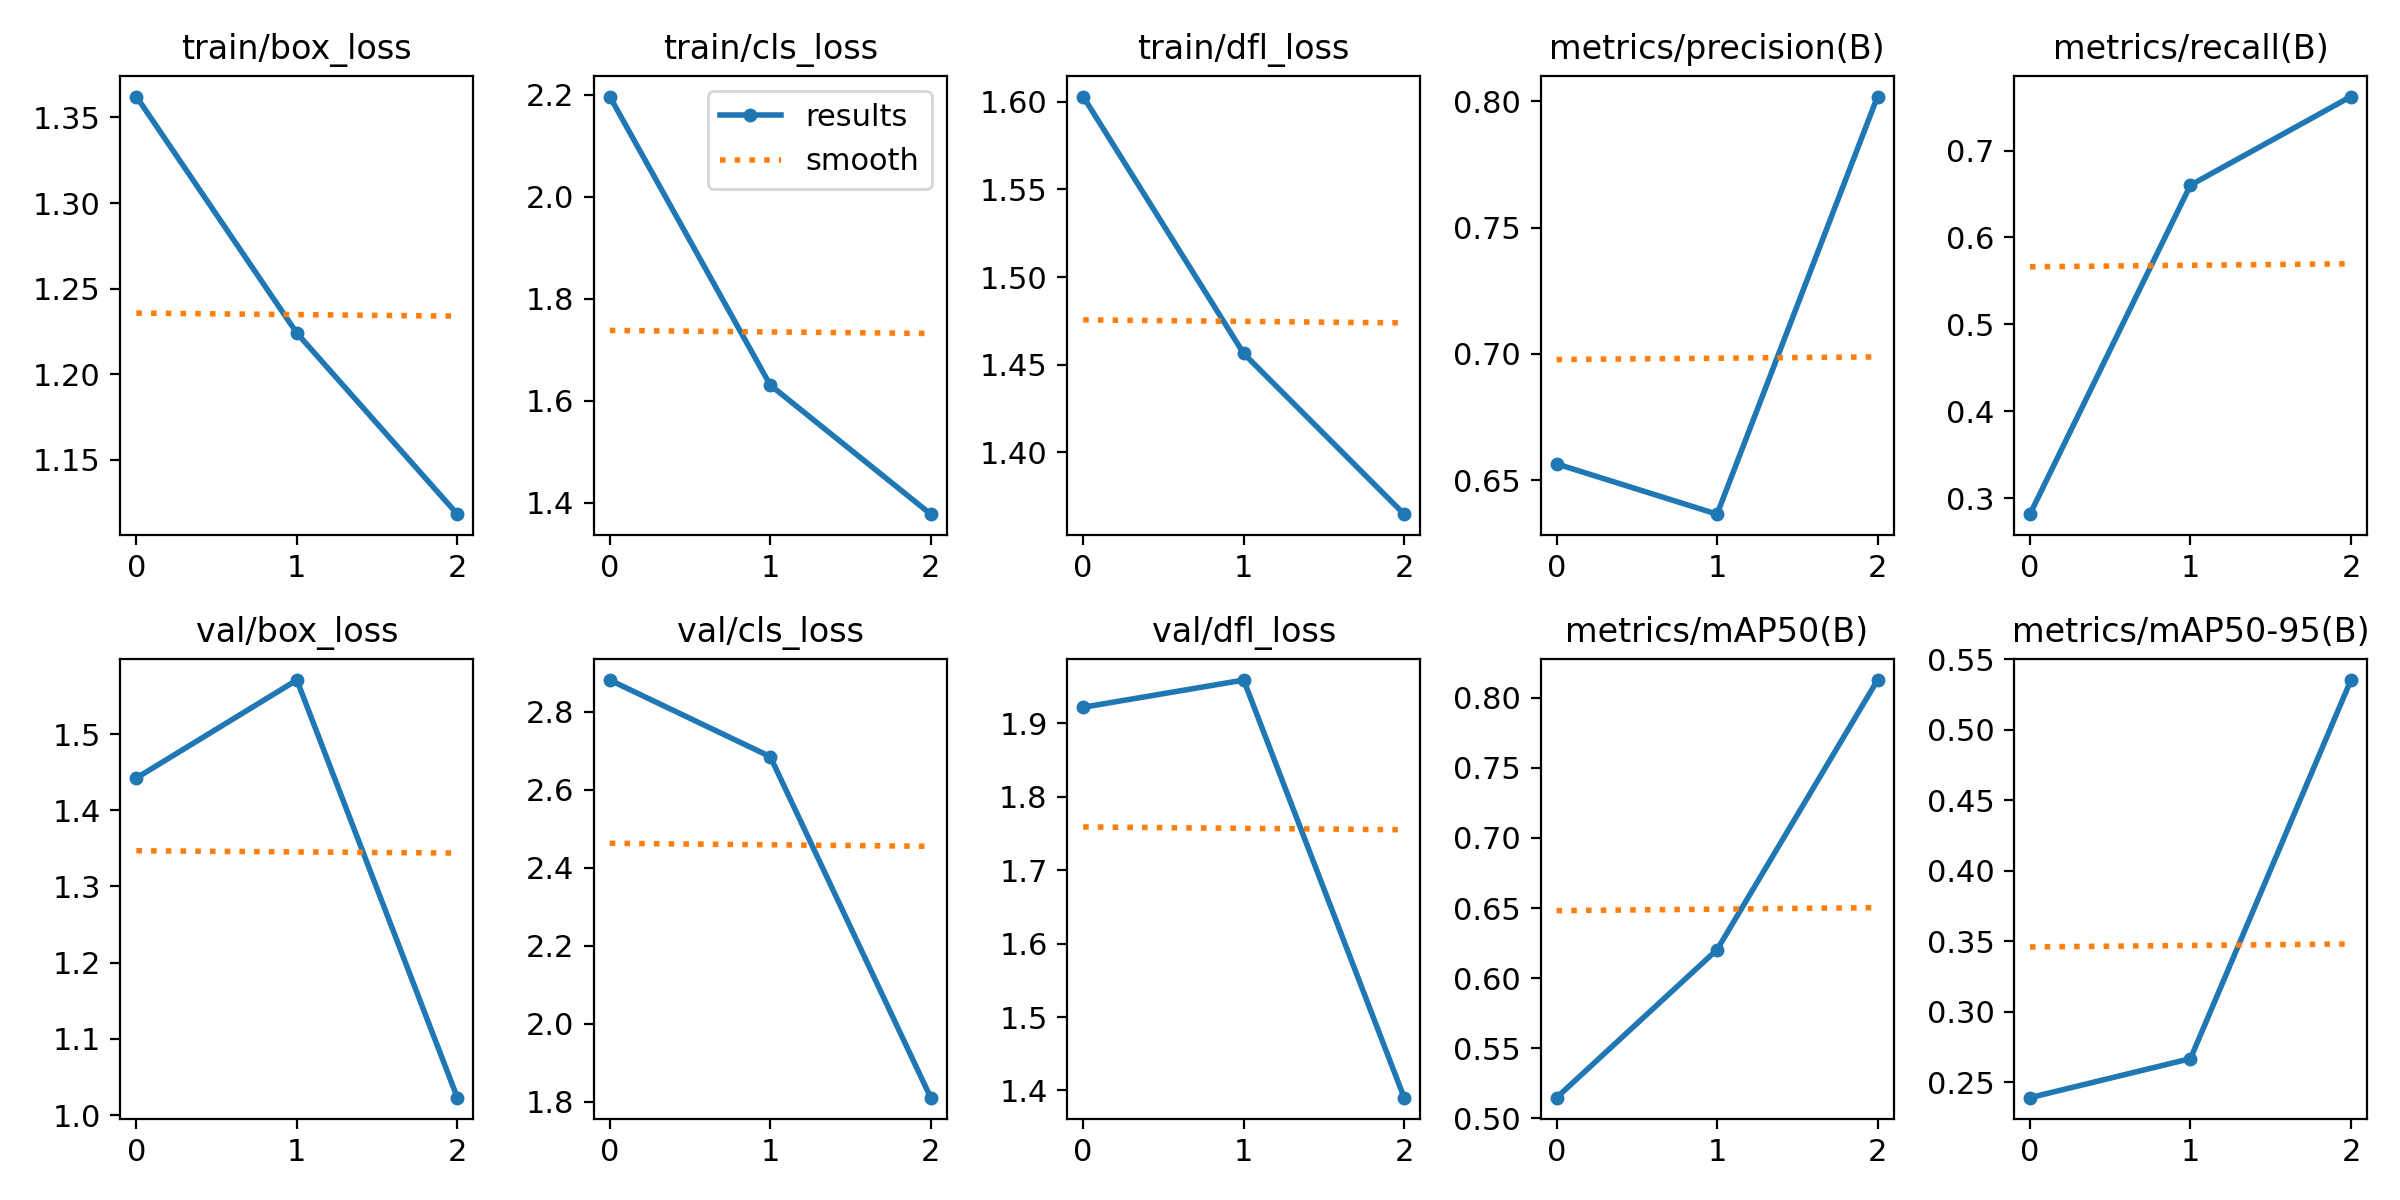 train/box_loss
1.35
1.30
1.25
1.20
1.15
0 1 2
train/cls_loss
results
smooth
2.2
2.0
1.8
1.6
1.4
0 1 2
train/dfl_loss
1.60
1.55
1.50
1.45
1.40
0 1 2
metrics/precision(B)
0.80
0.75
0.70
0.65
0 1 2
metrics/recall(B)
0.7
0.6
0.5
0.4
0.3
0 1 2
val/box_loss
1.5
1.4
1.3
1.2
1.1
1.0
0 1 2
val/cls_loss
2.8
2.6
2.4
2.2
2.0
1.8
0 1 2
val/dfl_loss
1.9
1.8
1.7
1.6
1.5
1.4
0 1 2
metrics/mAP50(B)
0.80
0.75
0.70
0.65
0.60
0.55
0.50
0 1 2
metrics/mAP50-95(B)
0.55
0.50
0.45
0.40
0.35
0.30
0.25
0 1 2